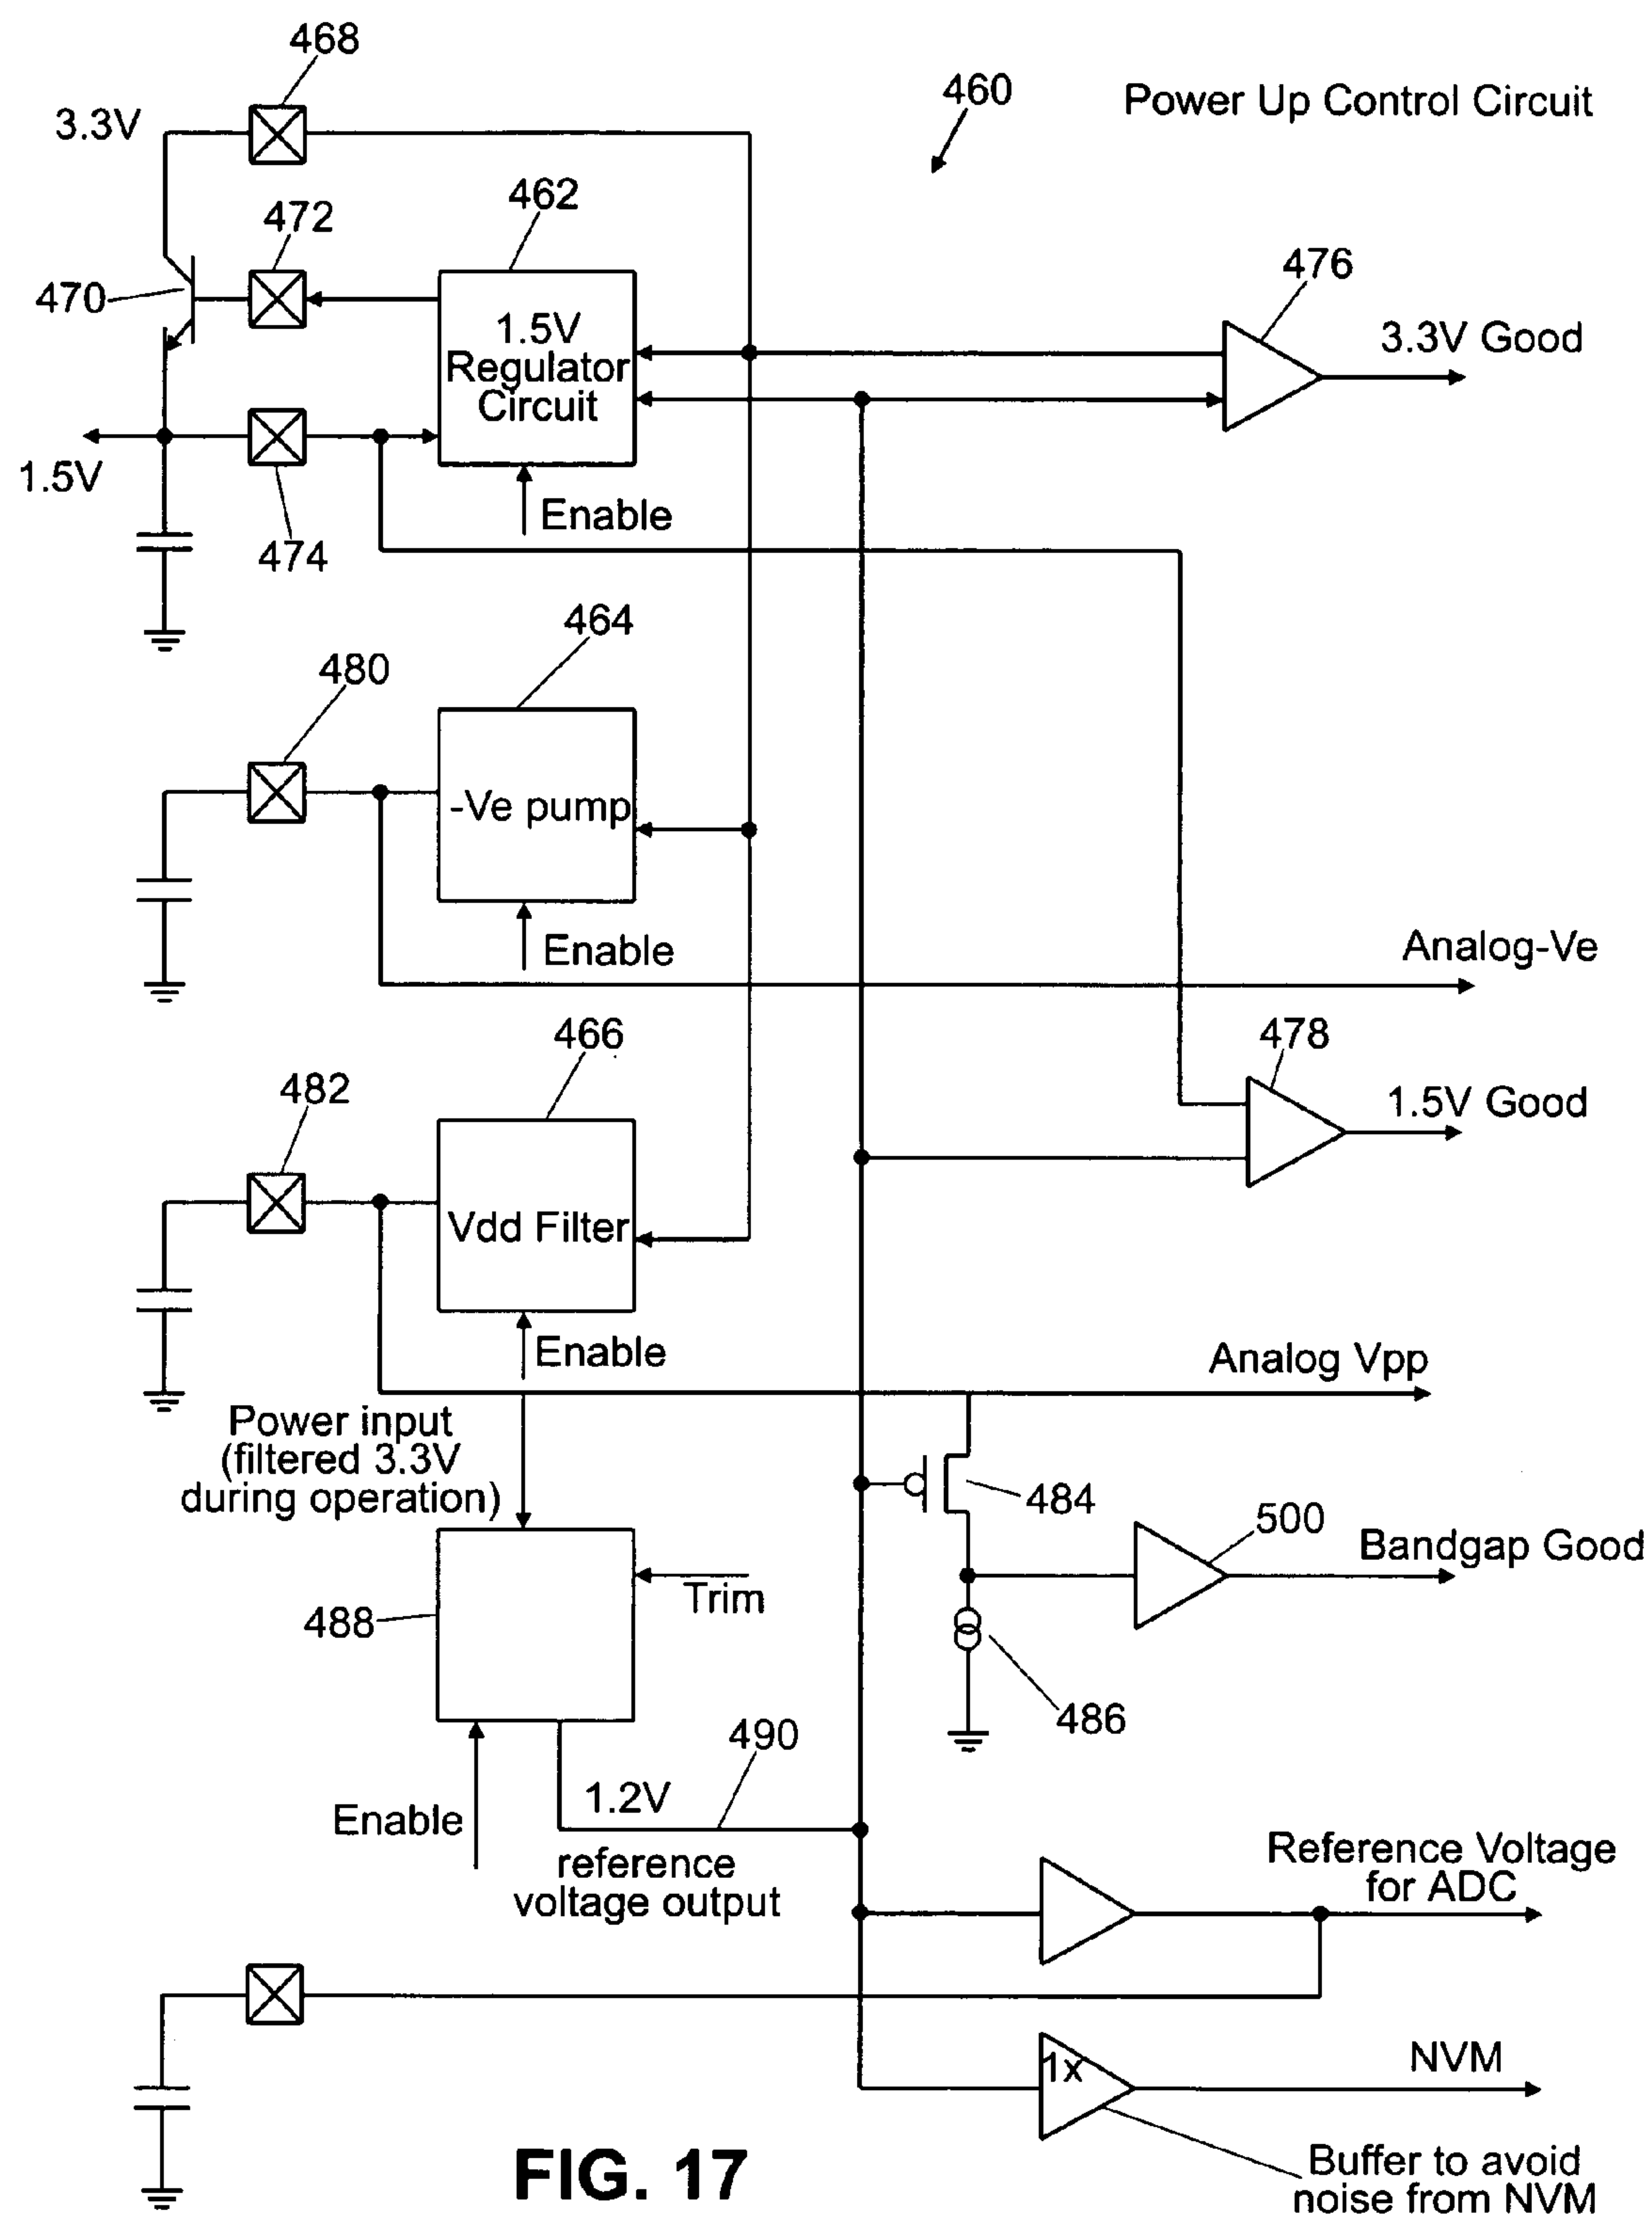 468
460
Power Up Control Circuit
3.3V
462
472
476
470
3.3V Good
1.5V
Regulator
Circuit
1.5V
Enable
474
464
480
-Ve pump
Enable
Analog-Ve
466
478
482
1.5V Good
Vdd Filter
Enable
Analog Vpp
Power input
(filtered 3.3V
during operation)
484
500
Bandgap Good
Trim
488
486
490
1.2V
Enable
reference
voltage output
Reference Voltage
for ADC
NVM
1x
Buffer to avoid
noise from NVM
FIG. 17